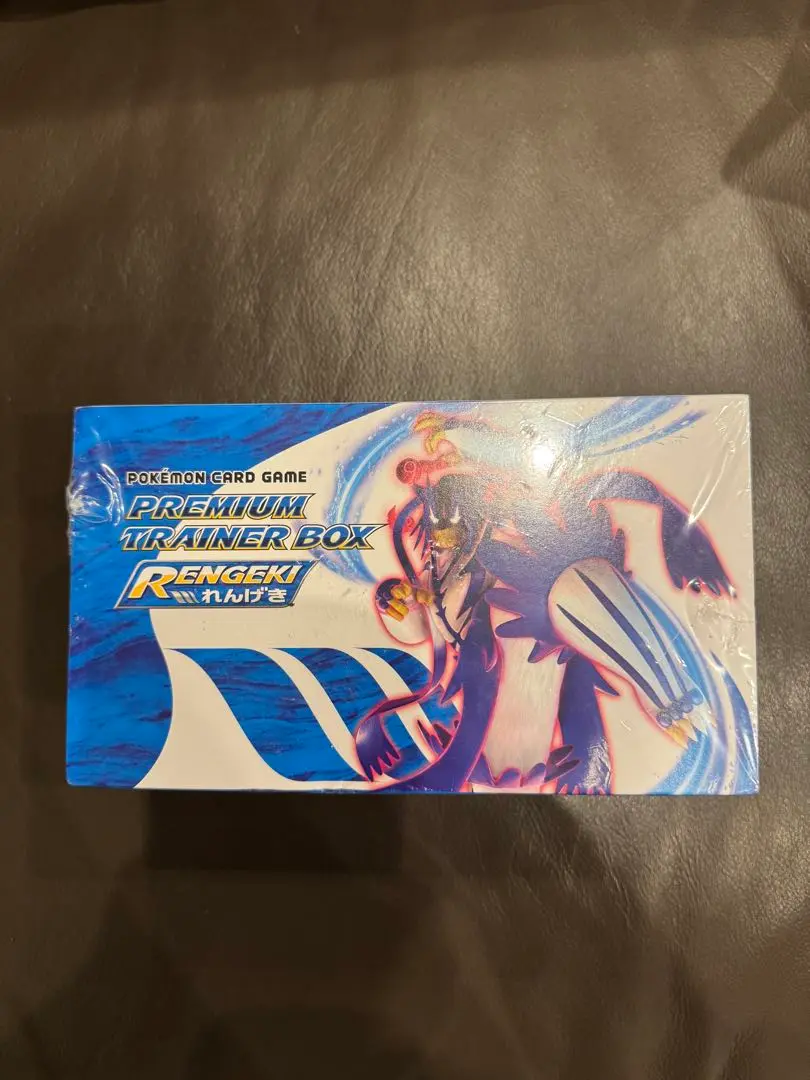 POKÉMON CARD GAME
PREMIUM
TRAINER BOX
RENGEKI
れんげき